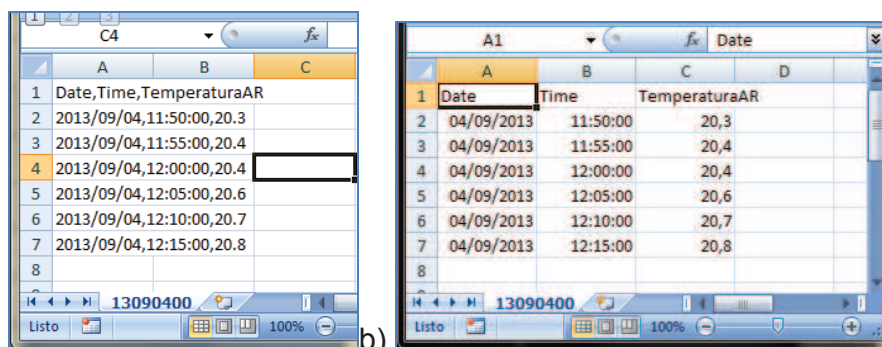 1 2 3
C4 fx
A B C
1 Date,Time,TemperaturaAR
2 2013/09/04,11:50:00,20.3
3 2013/09/04,11:55:00,20.4
4 2013/09/04,12:00:00,20.4
5 2013/09/04,12:05:00,20.6
6 2013/09/04,12:10:00,20.7
7 2013/09/04,12:15:00,20.8
8
13090400
Listo 100%
b)
A1 fx Date
A B C D
1 Date Time TemperaturaAR
2 04/09/2013 11:50:00 20,3
3 04/09/2013 11:55:00 20,4
4 04/09/2013 12:00:00 20,4
5 04/09/2013 12:05:00 20,6
6 04/09/2013 12:10:00 20,7
7 04/09/2013 12:15:00 20,8
8
13090400
Listo 100%